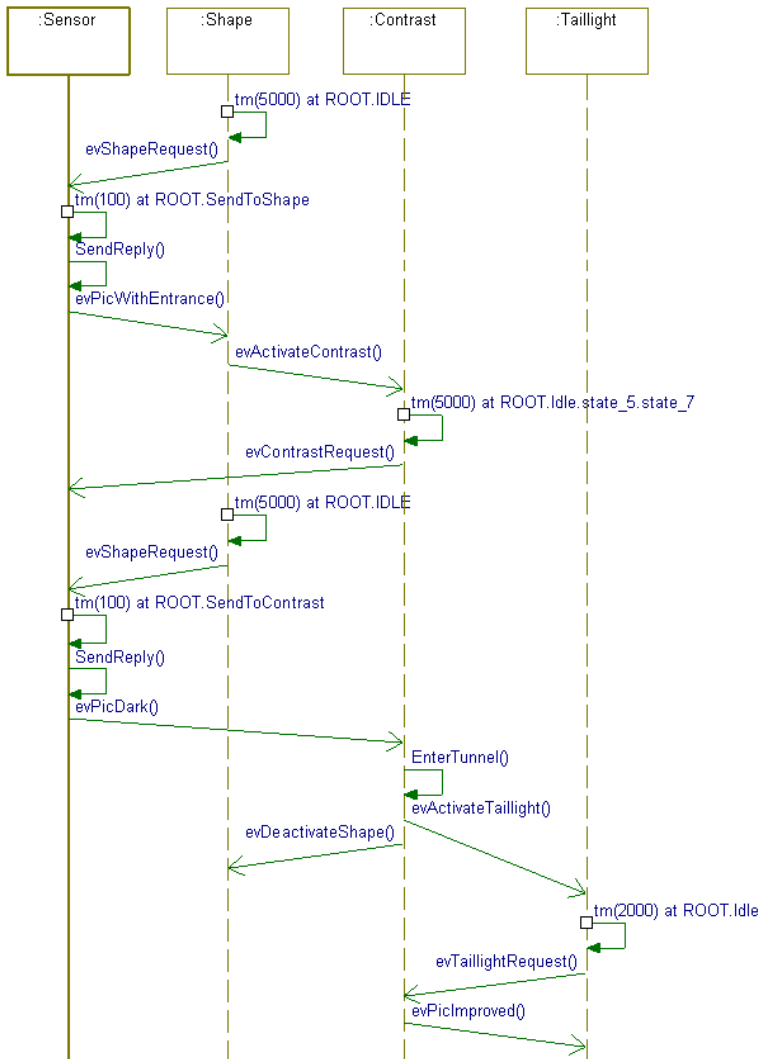 :Sensor
:Shape
:Contrast
:Taillight
tm(5000) at ROOT.IDLE
evShapeRequest()
tm(100) at ROOT.SendToShape
SendReply()
evPicWithEntrance()
evActivateContrast()
tm(5000) at ROOT.Idle.state_5.state_7
evContrastRequest()
tm(5000) at ROOT.IDLE
evShapeRequest()
tm(100) at ROOT.SendToContrast
SendReply()
evPicDark()
EnterTunnel()
evActivateTaillight()
evDeactivateShape()
tm(2000) at ROOT.Idle
evTaillightRequest()
evPicImproved()